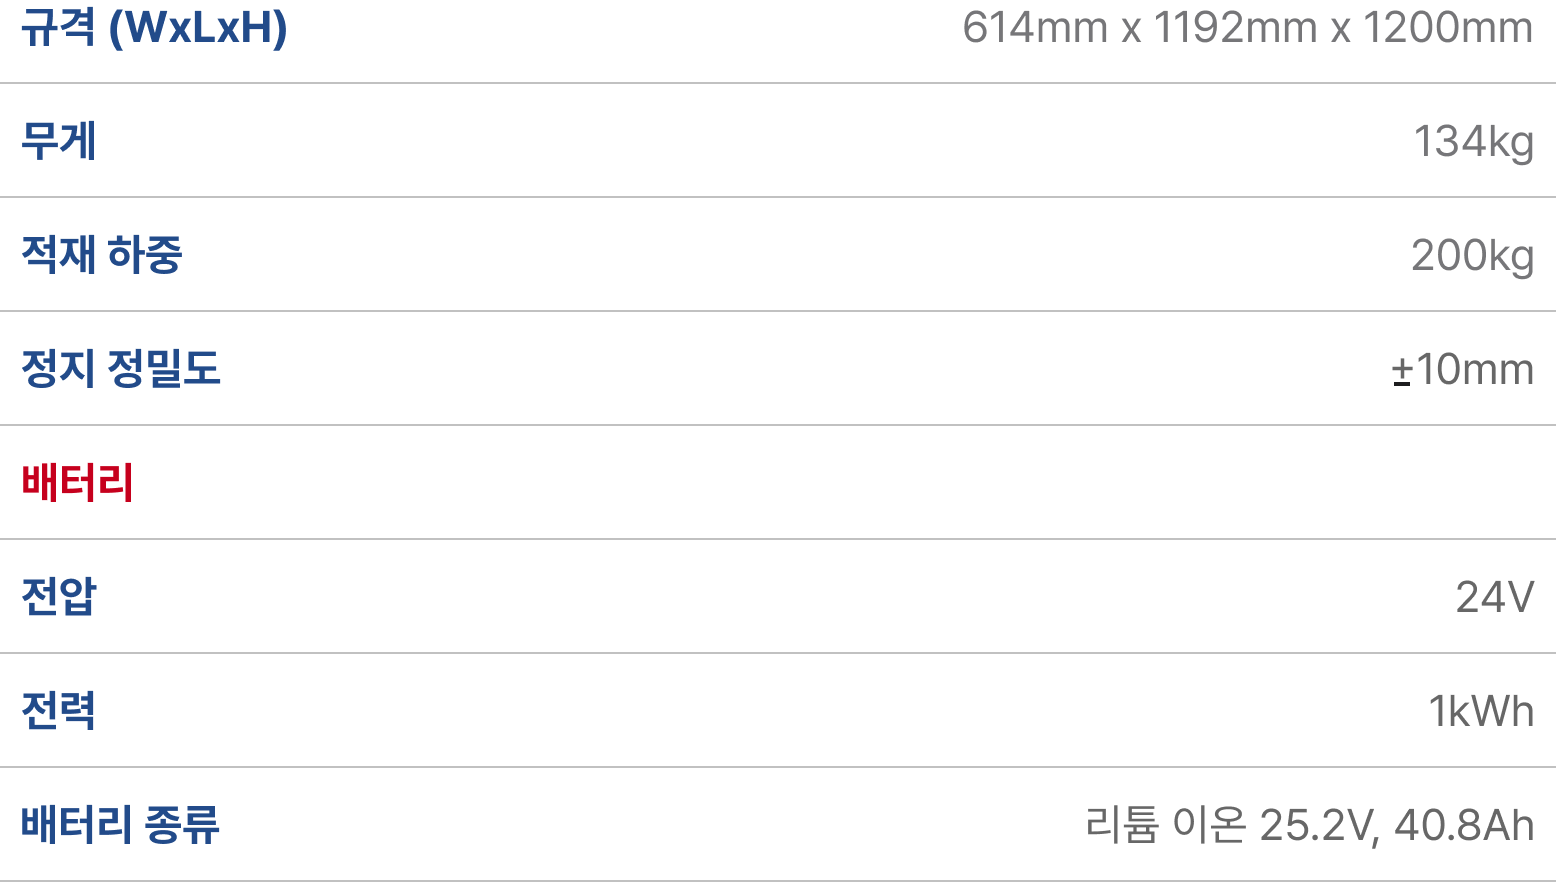 규격 (WxLxH) 614mm x 1192mm x 1200mm
무게 134kg
적재 하중 200kg
정지 정밀도 ±10mm
배터리
전압 24V
전력 1kWh
배터리 종류 리튬 이온 25.2V, 40.8Ah